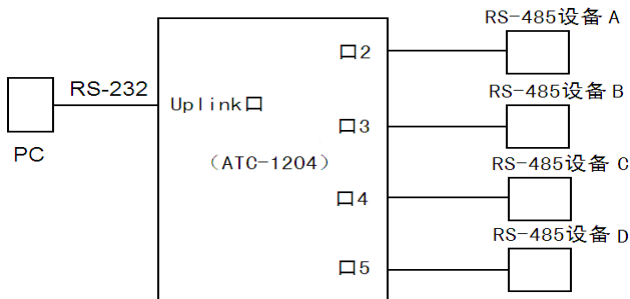 RS-485设备 A
口2
RS-232
Uplink口
RS-485设备 B
口3
PC
(ATC-1204)
RS-485设备 C
口4
RS-485设备 D
口5